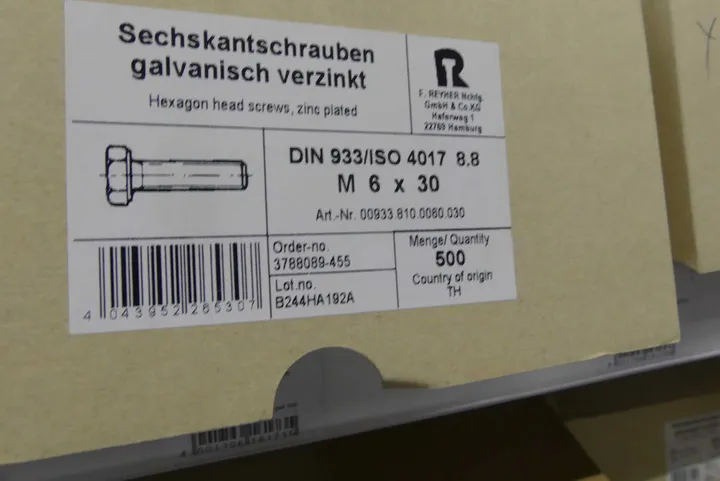 Sechskantschrauben
galvanisch verzinkt
Hexagon head screws, zinc plated
R
F. REYHER Nchfg.
GmbH & Co.KG
Haferweg 1
22769 Hamburg
DIN 933/ISO 4017 8.8
M 6 x 30
Art.-Nr. 00933.810.0060.030
Order-no.
3788089-455
Lot.no.
B244HA192A
Menge/ Quantity
500
Country of origin
TH
4 043952 265307